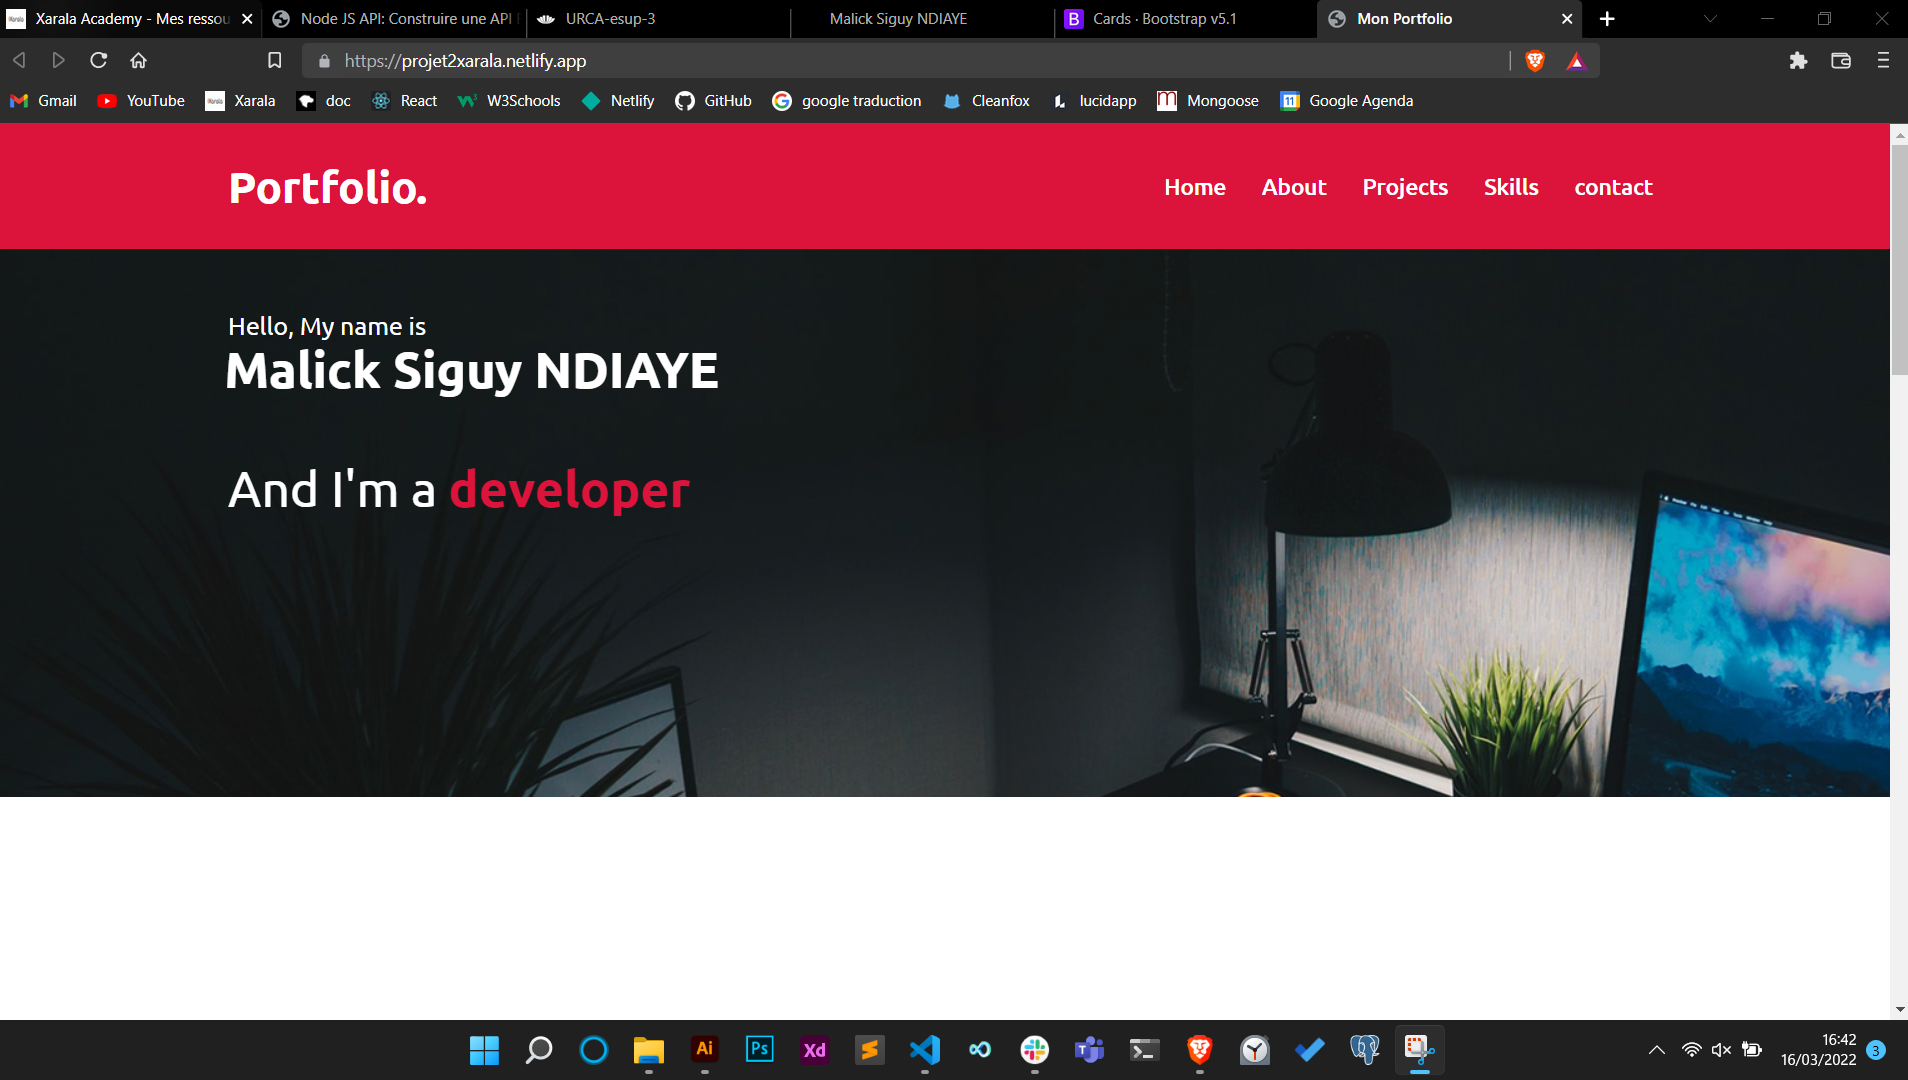 Xarala Academy - Mes ressou
Node JS API: Construire une API
URCA-esup-3
Malick Siguy NDIAYE
Cards · Bootstrap v5.1
Mon Portfolio
https://projet2xarala.netlify.app
Gmail
YouTube
Xarala
doc
React
W3Schools
Netlify
GitHub
google traduction
Cleanfox
lucidapp
Mongoose
Google Agenda
Portfolio.
Home
About
Projects
Skills
contact
Hello, My name is
Malick Siguy NDIAYE
And I'm a developer
Ai
Ps
Xd
16:42
16/03/2022
3